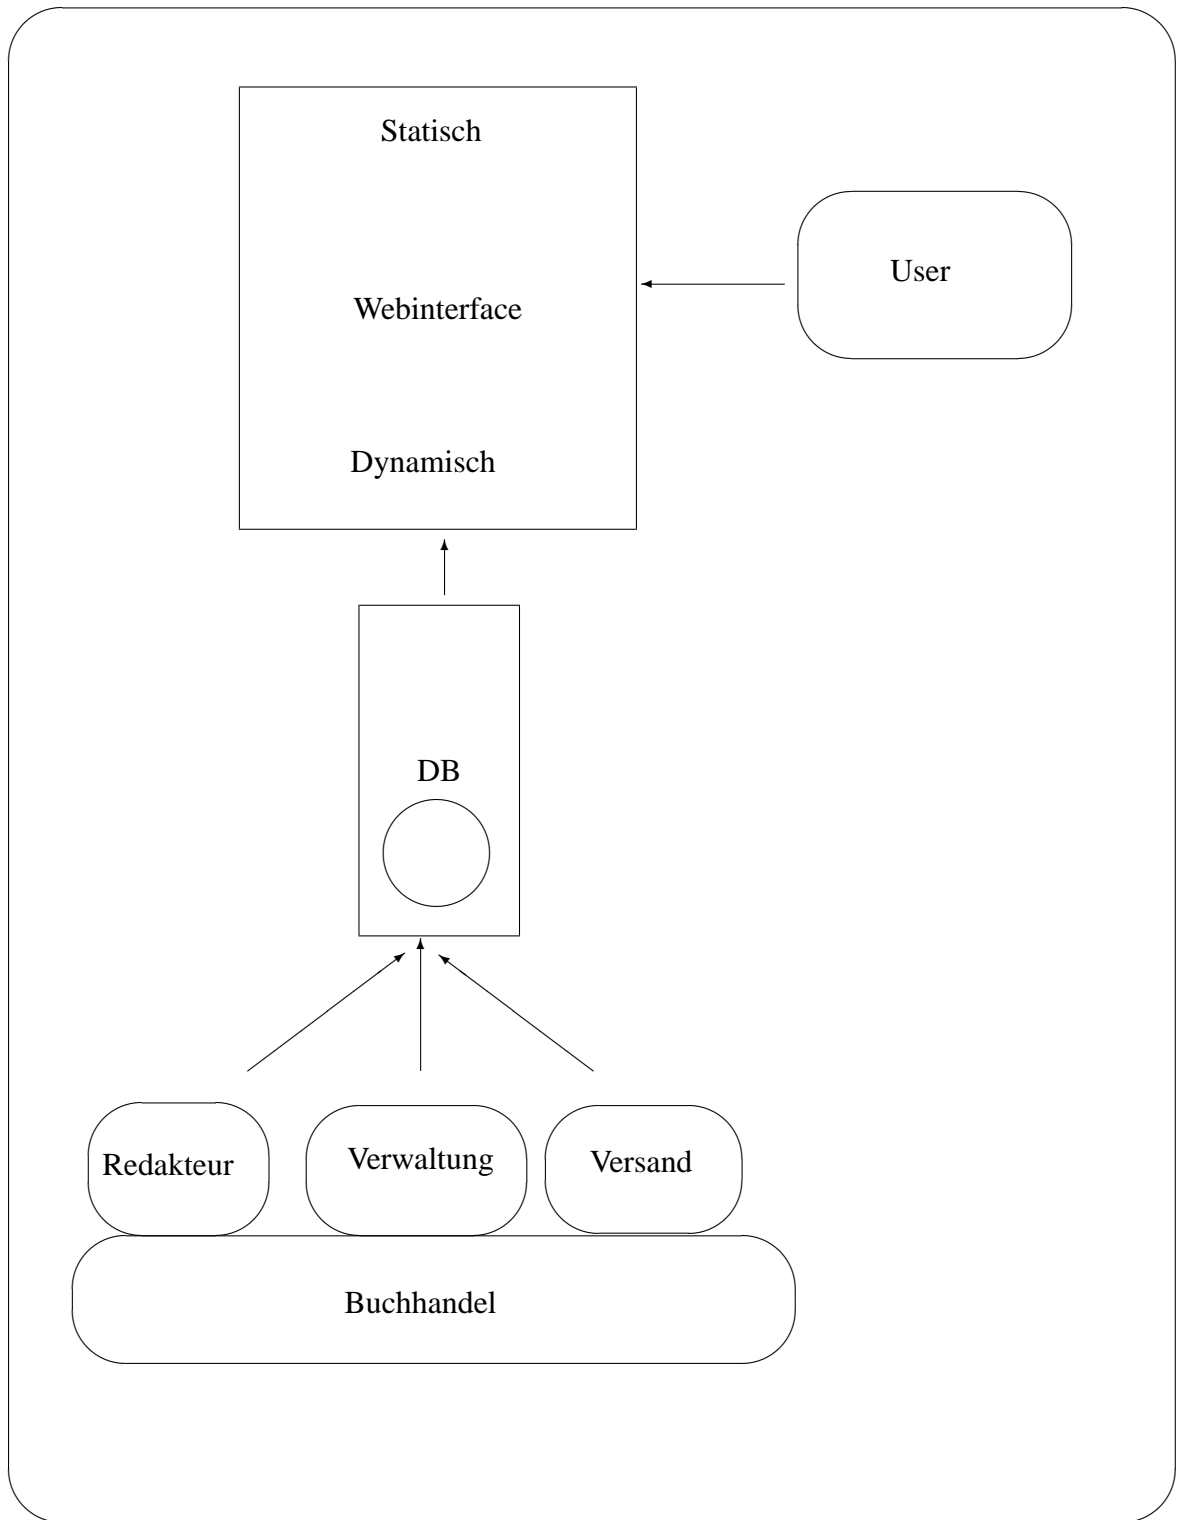 Statisch
User
Webinterface
Dynamisch
DB
Redakteur
Verwaltung
Versand
Buchhandel